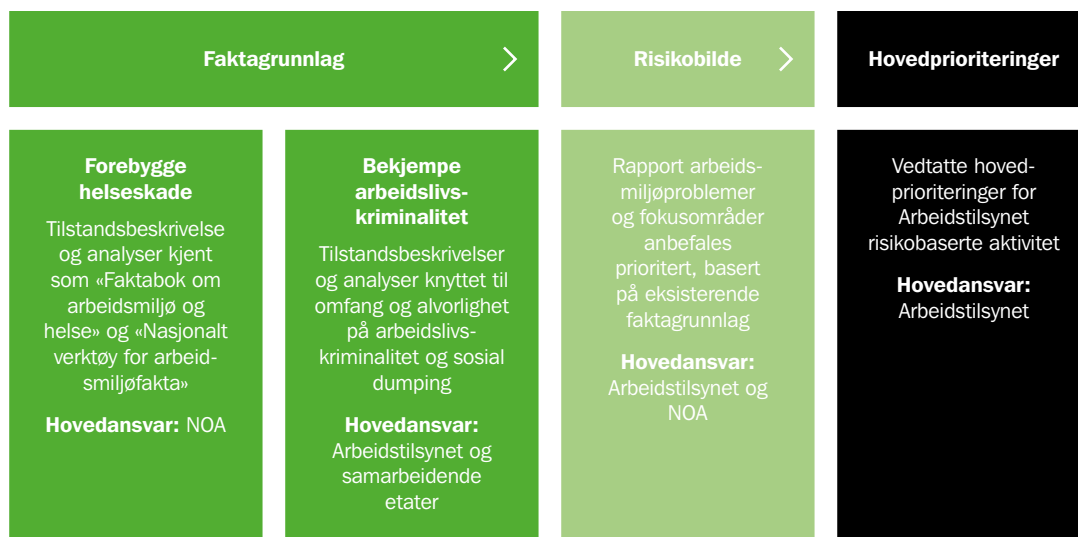 Faktagrunnlag
Risikobilde
Hovedprioriteringer
Forebygge
helseskade
Tilstandsbeskrivelse
og analyser kjent
som «Faktabok om
arbeidsmiljø og
helse» og «Nasjonalt
verktøy for arbeid-
smiljøfakta»
Hovedansvar: NOA
Bekjempe
arbeidslivs-
kriminalitet
Tilstandsbeskrivelser
og analyser knyttet til
omfang og alvorlighet
på arbeidslivs-
kriminalitet og sosial
dumping
Hovedansvar:
Arbeidstilsynet og
samarbeidende
etater
Rapport arbeids-
miljøproblemer
og fokusområder
anbefales
prioritert, basert
på eksisterende
faktagrunnlag
Hovedansvar:
Arbeidstilsynet og
NOA
Vedtatte hoved-
prioriteringer for
Arbeidstilsynet
risikobaserte aktivitet
Hovedansvar:
Arbeidstilsynet